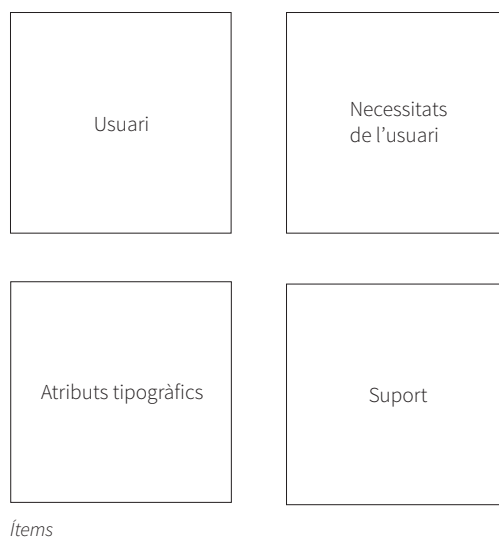 Usuari
Necessitats
de l’usuari
Atributs tipogràfics
Suport
Ítems